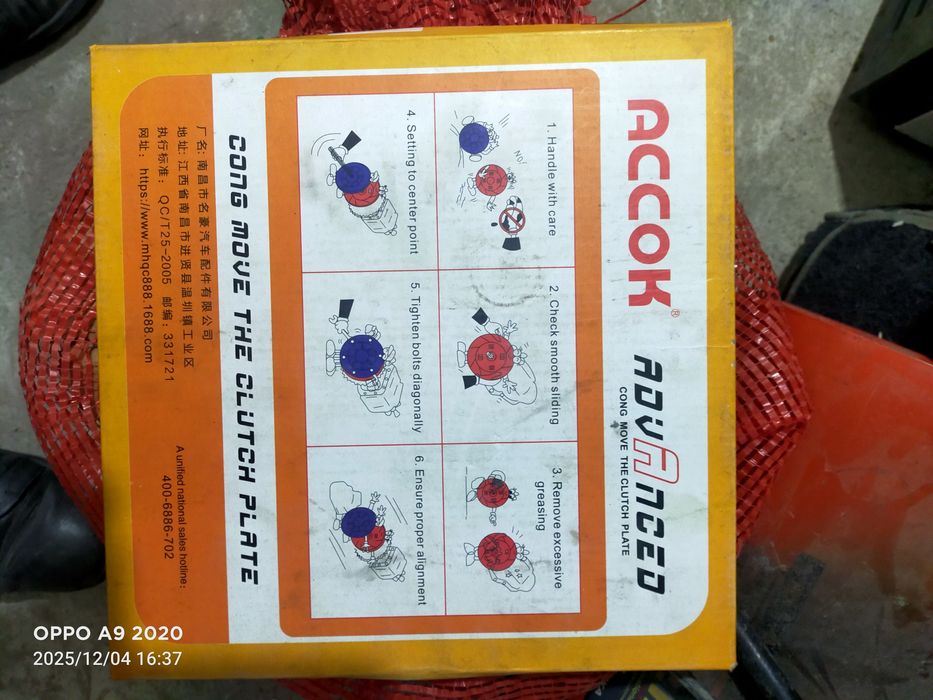 ACCOK®
ADVANCED
CONG MOVE THE CLUTCH PLATE
1. Handle with care
NO!
2. Check smooth sliding
3. Remove excessive
greasing
4. Setting to center point
5. Tighten bolts diagonally
6. Ensure proper alignment
CONG MOVE THE CLUTCH PLATE
厂名: 南昌市名豪汽车配件有限公司
地址: 江西省南昌市进贤县温圳镇工业区
执行标准: QC/T25-2005 邮编: 331721
网址: https://www.mhqc888.1688.com
A unified national sales hotline:
400-6886-702
OPPO A9 2020
2025/12/04 16:37